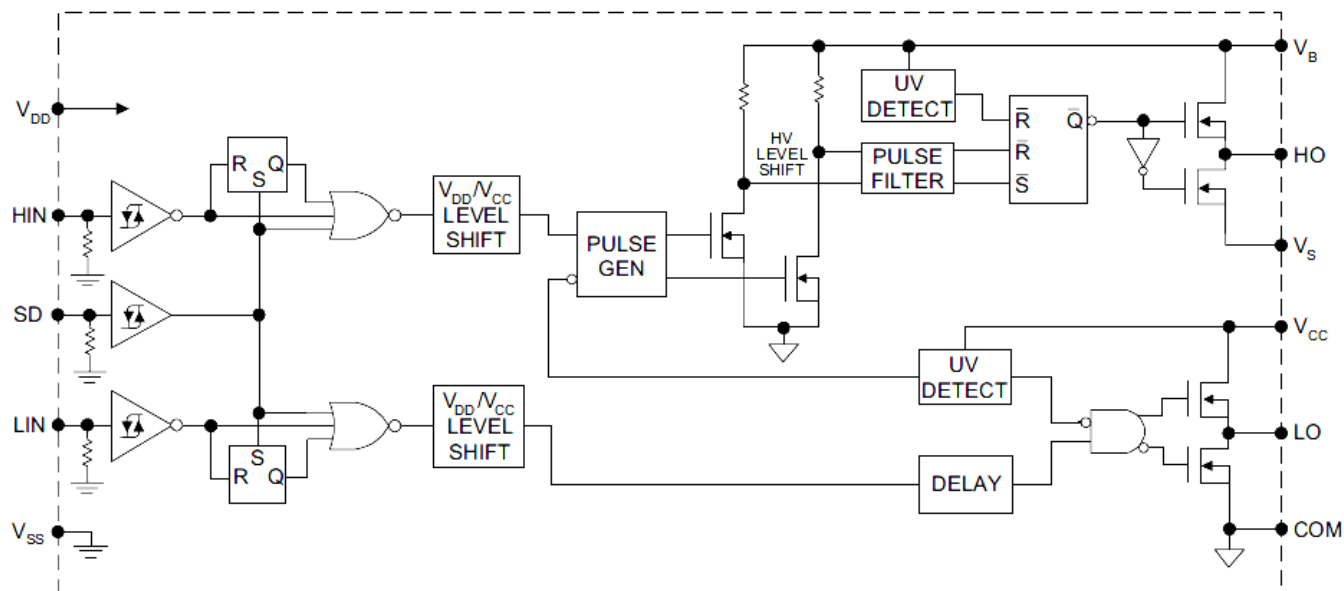 V_B
UV
DETECT
V_DD
R̅
Q̅
R Q
S
HV
LEVEL
SHIFT
PULSE
FILTER
R̅
S̅
HO
HIN
V_DD/V_CC
LEVEL
SHIFT
PULSE
GEN
V_S
SD
V_CC
UV
DETECT
LIN
V_DD/V_CC
LEVEL
SHIFT
LO
S
R Q
DELAY
V_SS
COM